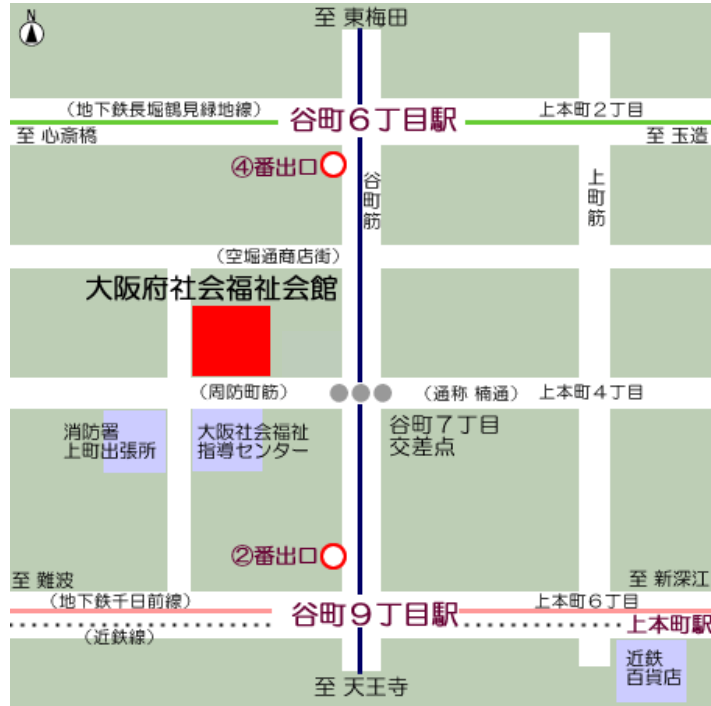 N
至 東梅田
(地下鉄長堀鶴見緑地線)
谷町6丁目駅
上本町2丁目
至 心斎橋
至 玉造
④番出口
谷町筋
上町筋
(空堀通商店街)
大阪府社会福祉会館
(周防町筋)
(通称 楠通)
上本町4丁目
消防署
上町出張所
大阪社会福祉
指導センター
谷町7丁目
交差点
②番出口
至 難波
至 新深江
(地下鉄千日前線)
谷町9丁目駅
上本町6丁目
(近鉄線)
上本町駅
近鉄
百貨店
至 天王寺